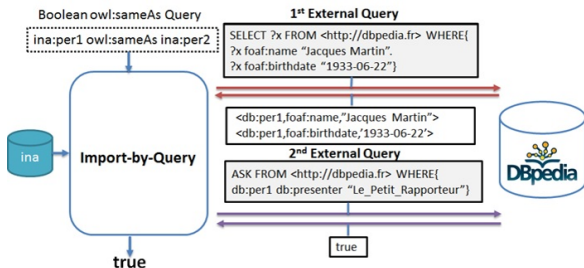 Boolean owl:sameAs Query
ina:per1 owl:sameAs ina:per2
ina
Import-by-Query
true
1st External Query
SELECT ?x FROM <http://dbpedia.fr> WHERE{
?x foaf:name “Jacques Martin”.
?x foaf:birthdate “1933-06-22”}
<db:per1,foaf:name,”Jacques Martin”>
<db:per1,foaf:birthdate,’1933-06-22’>
2nd External Query
ASK FROM <http://dbpedia.fr> WHERE{
db:per1 db:presenter “Le_Petit_Rapporteur”}
true
DBpedia